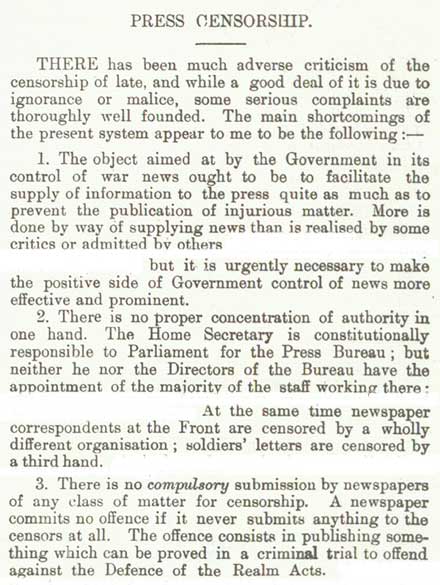 PRESS CENSORSHIP.
THERE has been much adverse criticism of the
censorship of late, and while a good deal of it is due to
ignorance or malice, some serious complaints are
thoroughly well founded. The main shortcomings of
the present system appear to me to be the following:—
1. The object aimed at by the Government in its
control of war news ought to be to facilitate the
supply of information to the press quite as much as to
prevent the publication of injurious matter. More is
done by way of supplying news than is realised by some
critics or admitted by others
but it is urgently necessary to make
the positive side of Government control of news more
effective and prominent.
2. There is no proper concentration of authority in
one hand. The Home Secretary is constitutionally
responsible to Parliament for the Press Bureau; but
neither he nor the Directors of the Bureau have the
appointment of the majority of the staff working there:
At the same time newspaper
correspondents at the Front are censored by a wholly
different organisation; soldiers' letters are censored by
a third hand.
3. There is no compulsory submission by newspapers
of any class of matter for censorship. A newspaper
commits no offence if it never submits anything to the
censors at all. The offence consists in publishing some-
thing which can be proved in a criminal trial to offend
against the Defence of the Realm Acts.